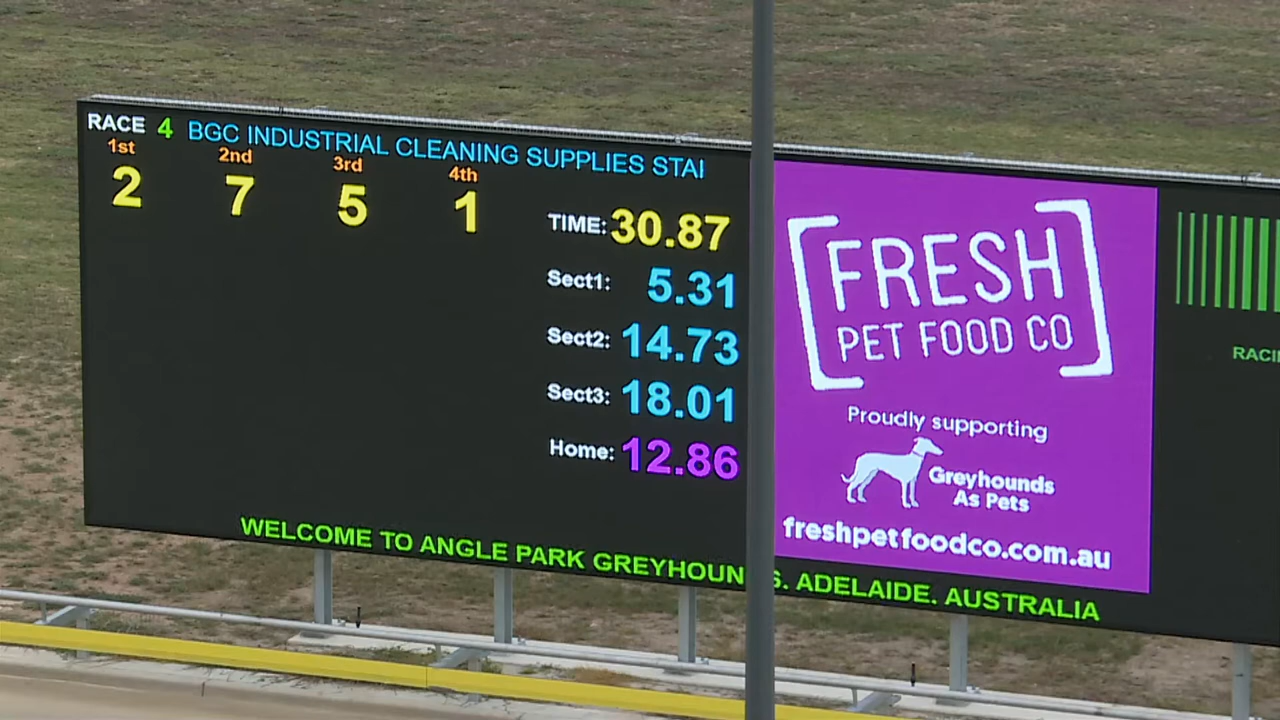 RACE 4 BGC INDUSTRIAL CLEANING SUPPLIES STAI
1st 2nd 3rd 4th
2 7 5 1
TIME: 30.87
Sect1: 5.31
Sect2: 14.73
Sect3: 18.01
Home: 12.86
WELCOME TO ANGLE PARK GREYHOUN S. ADELAIDE. AUSTRALIA
FRESH
PET FOOD CO
Proudly supporting
Greyhounds
As Pets
freshpetfoodco.com.au